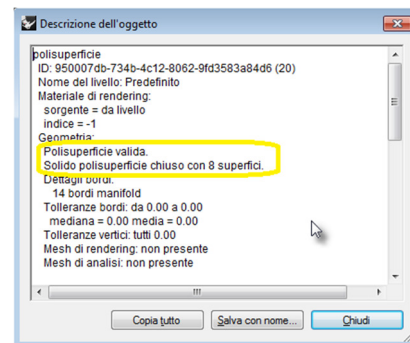 Descrizione dell'oggetto
polisuperficie
ID: 950007db-734b-4c12-8062-9fd3583a84d6 (20)
Nome del livello: Predefinito
Materiale di rendering:
sorgente = da livello
indice = -1
Geometria:
Polisuperficie valida.
Solido polisuperficie chiuso con 8 superfici.
Dettagli bordi:
14 bordi manifold
Tolleranze bordi: da 0.00 a 0.00
mediana = 0.00 media = 0.00
Tolleranze vertici: tutti 0.00
Mesh di rendering: non presente
Mesh di analisi: non presente
Copia tutto Salva con nome... Chiudi